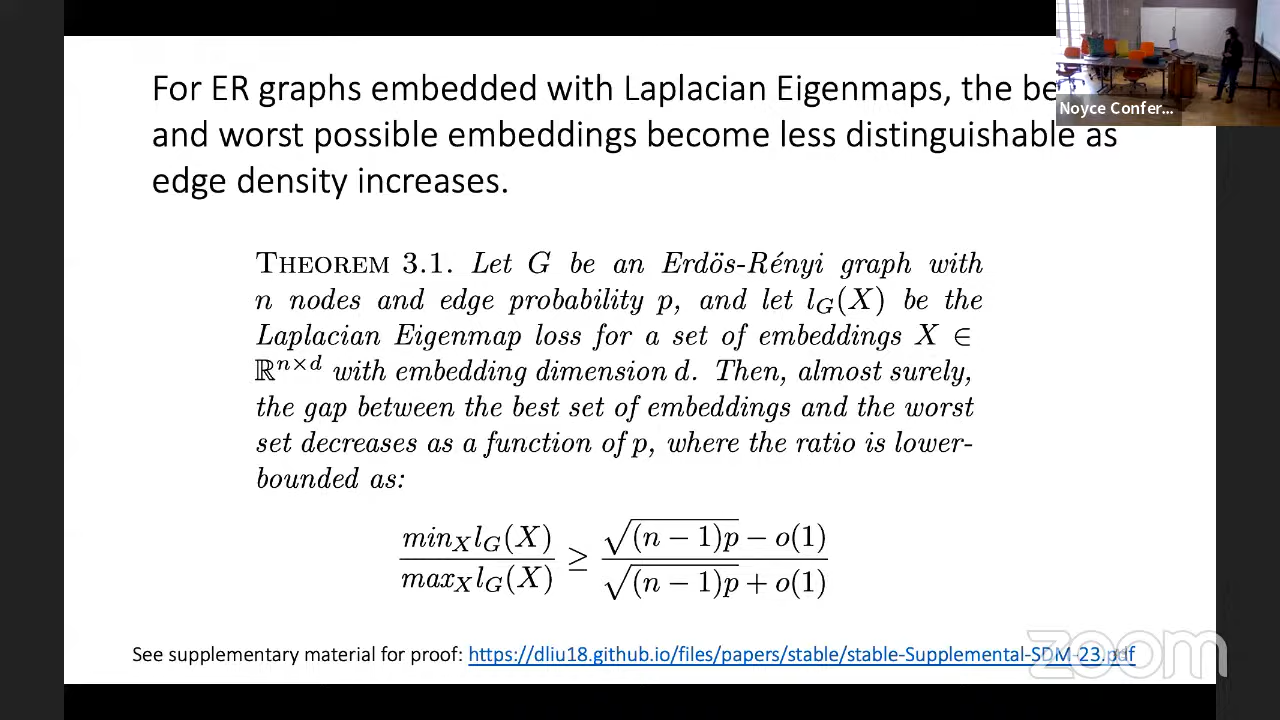 For ER graphs embedded with Laplacian Eigenmaps, the be
and worst possible embeddings become less distinguishable as
edge density increases.
Noyce Confer...
THEOREM 3.1. Let G be an Erdös-Rényi graph with
n nodes and edge probability p, and let l_G(X) be the
Laplacian Eigenmap loss for a set of embeddings X ∈
ℝ^{n×d} with embedding dimension d. Then, almost surely,
the gap between the best set of embeddings and the worst
set decreases as a function of p, where the ratio is lower-
bounded as:
min_X l_G(X) / max_X l_G(X) ≥ (√((n − 1)p) − o(1)) / (√((n − 1)p) + o(1))
See supplementary material for proof: https://dliu18.github.io/files/papers/stable/stable-Supplemental-SDM-23.pdf
zoom